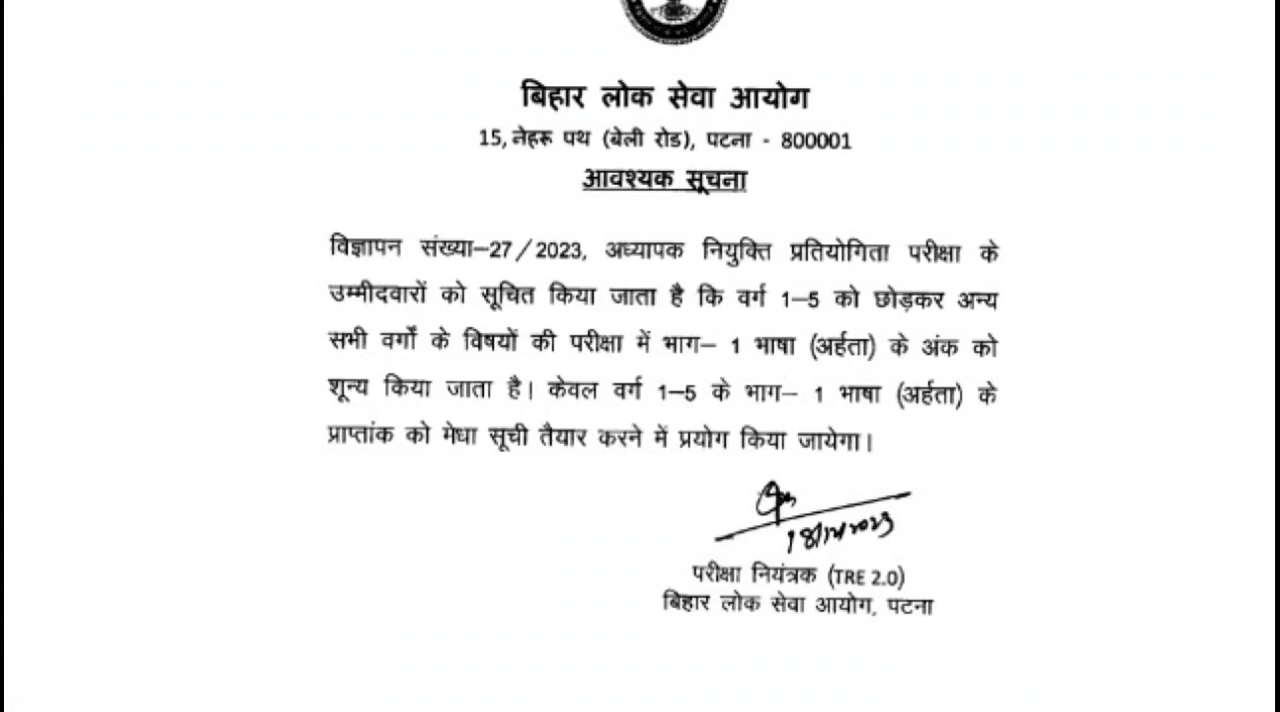 बिहार लोक सेवा आयोग
15, नेहरू पथ (बेली रोड), पटना - 800001
आवश्यक सूचना
विज्ञापन संख्या–27/2023, अध्यापक नियुक्ति प्रतियोगिता परीक्षा के
उम्मीदवारों को सूचित किया जाता है कि वर्ग 1–5 को छोड़कर अन्य
सभी वर्गों के विषयों की परीक्षा में भाग– 1 भाषा (अर्हता) के अंक को
शून्य किया जाता है। केवल वर्ग 1–5 के भाग– 1 भाषा (अर्हता) के
प्राप्तांक को मेधा सूची तैयार करने में प्रयोग किया जायेगा।
18/12/2023
परीक्षा नियंत्रक (TRE 2.0)
बिहार लोक सेवा आयोग, पटना